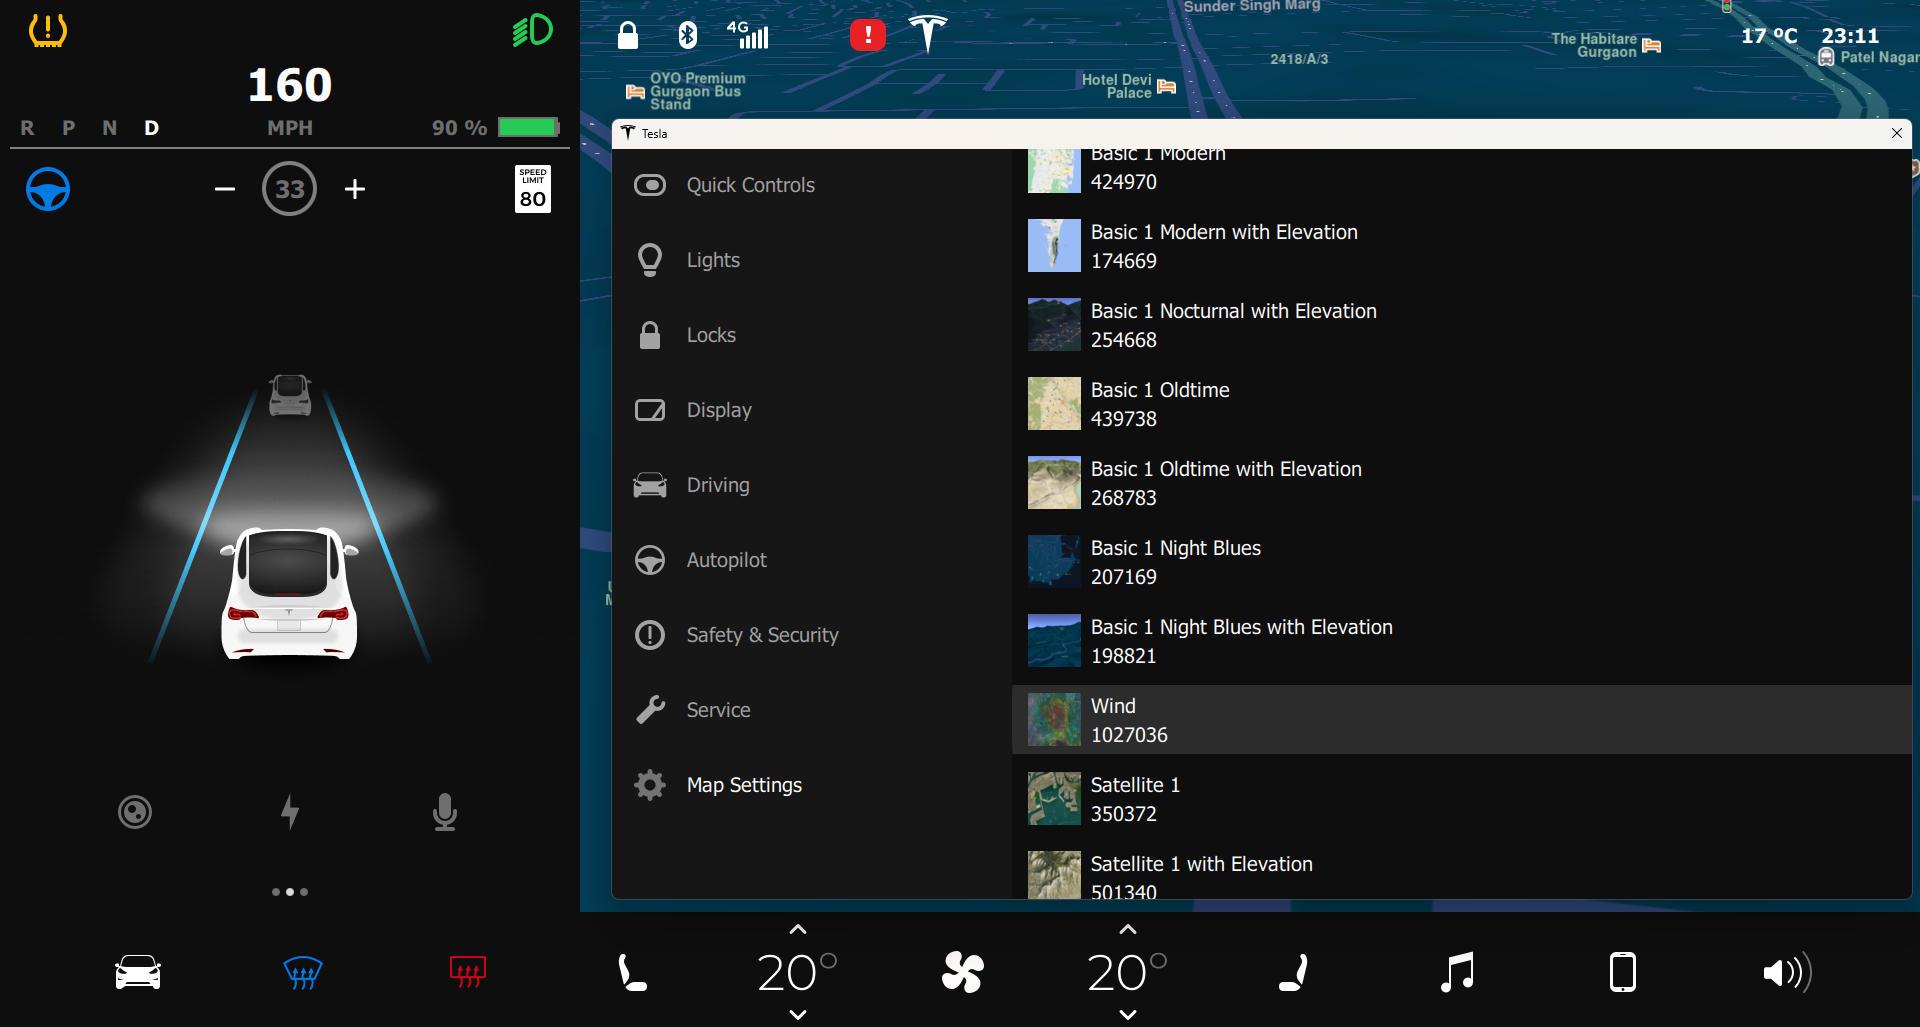 160
R P N D
MPH
90 %
33
SPEED
LIMIT
80
4G
!
Sunder Singh Marg
2418/A/3
The Habitare
Gurgaon
17 ºC
23:11
Patel Nagar
OYO Premium
Gurgaon Bus
Stand
Hotel Devi
Palace
Tesla
Quick Controls
Lights
Locks
Display
Driving
Autopilot
Safety & Security
Service
Map Settings
Basic 1 Modern
424970
Basic 1 Modern with Elevation
174669
Basic 1 Nocturnal with Elevation
254668
Basic 1 Oldtime
439738
Basic 1 Oldtime with Elevation
268783
Basic 1 Night Blues
207169
Basic 1 Night Blues with Elevation
198821
Wind
1027036
Satellite 1
350372
Satellite 1 with Elevation
501340
20°
20°